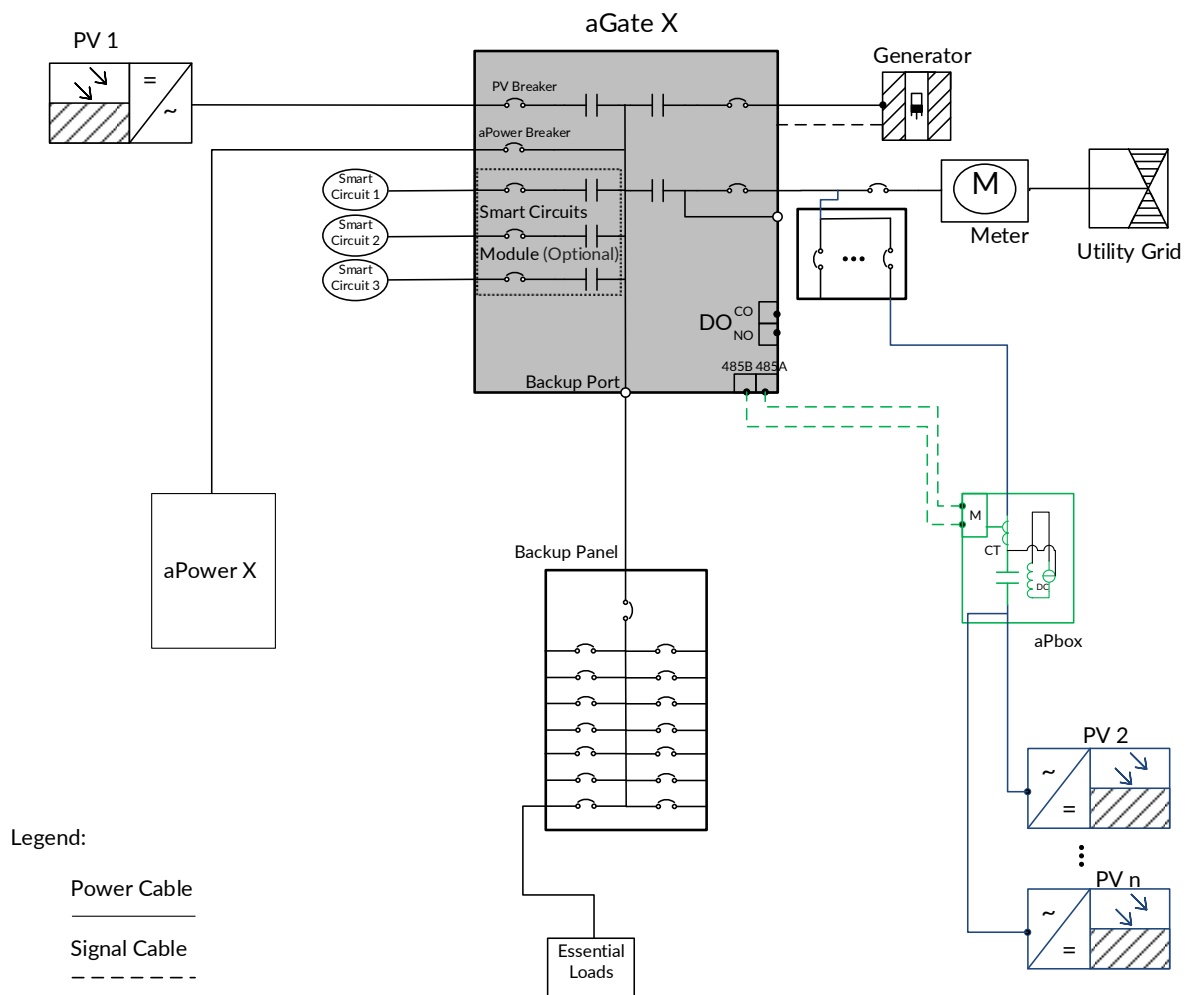 aGate X
PV 1
=
~
PV Breaker
Generator
aPower Breaker
Smart
Circuit 1
Smart Circuits
M
Smart
Circuit 2
Module (Optional)
Meter
Utility Grid
Smart
Circuit 3
DO
CO
NO
485B 485A
Backup Port
M
CT
DC
aPbox
Backup Panel
aPower X
PV 2
~
=
PV n
~
=
Legend:
Power Cable
Signal Cable
Essential
Loads